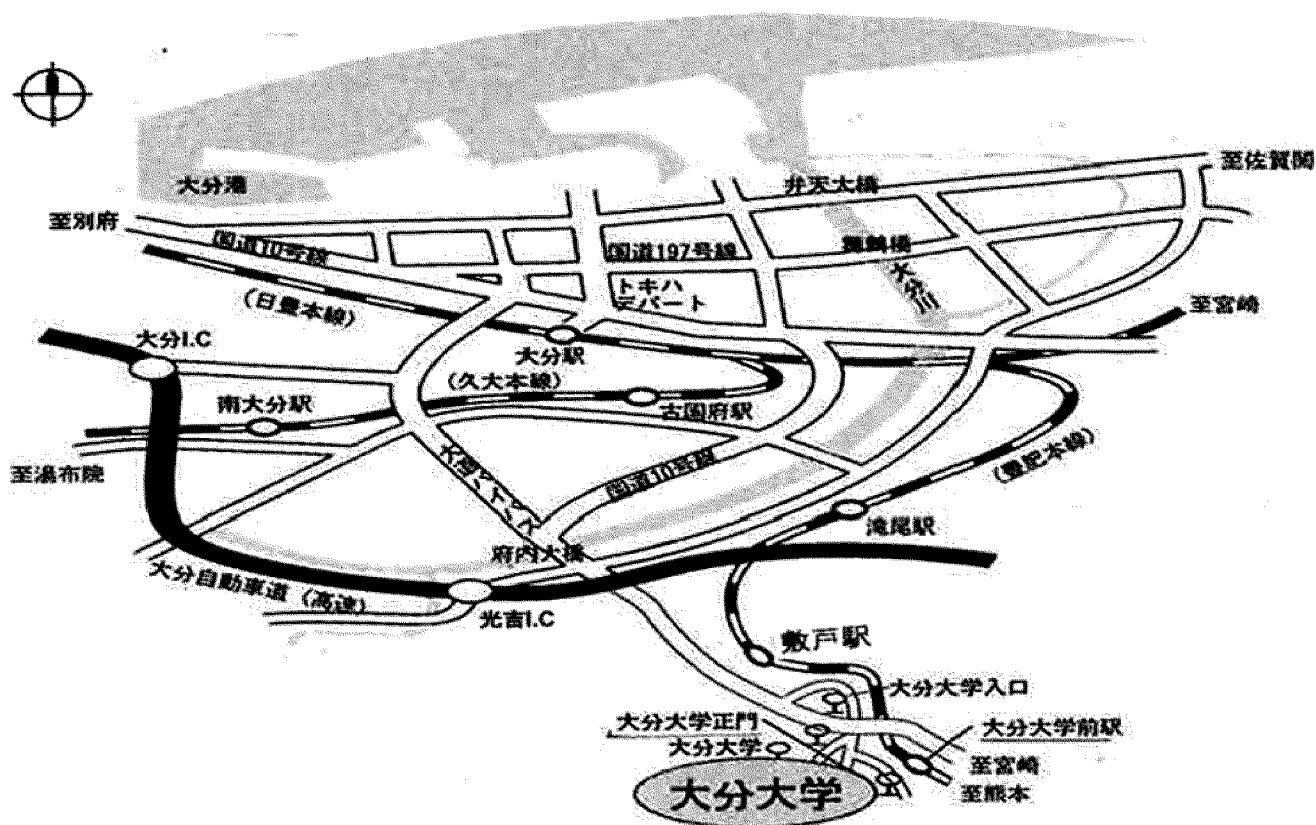 至佐賀関
大分港
弁天大橋
至別府
国道10号線
国道197号線
舞鶴橋
トキハ
デパート
大分川
(日豊本線)
至宮崎
大分I.C
大分駅
(久大本線)
南大分駅
古国府駅
至湯布院
国道10号線
(豊肥本線)
滝尾駅
府内大橋
大分自動車道(高速)
光吉I.C
敷戸駅
大分大学入口
大分大学正門
大分大学前駅
大分大学
至宮崎
至熊本
大分大学